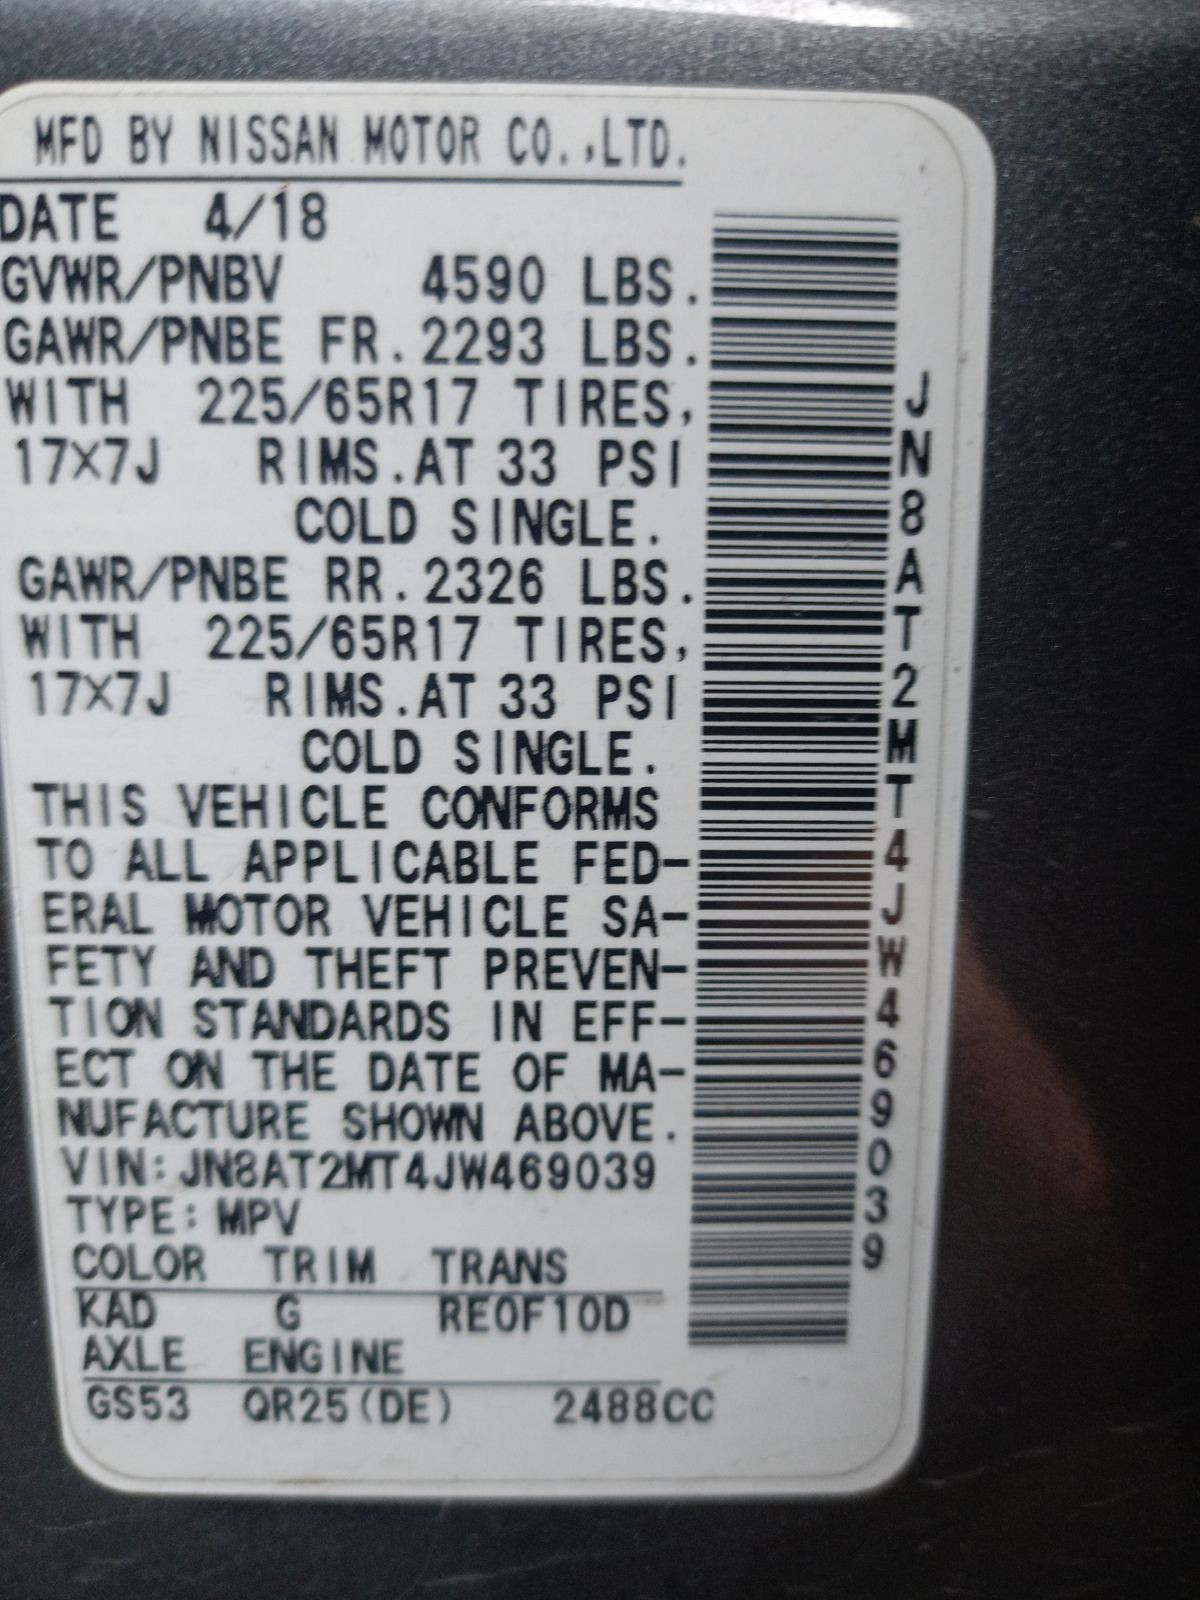 MFD BY NISSAN MOTOR CO.,LTD.
DATE 4/18
GVWR/PNBV 4590 LBS.
GAWR/PNBE FR. 2293 LBS.
WITH 225/65R17 TIRES,
17X7J RIMS.AT 33 PSI
COLD SINGLE.
GAWR/PNBE RR. 2326 LBS.
WITH 225/65R17 TIRES,
17X7J RIMS.AT 33 PSI
COLD SINGLE.
THIS VEHICLE CONFORMS
TO ALL APPLICABLE FED-
ERAL MOTOR VEHICLE SA-
FETY AND THEFT PREVEN-
TION STANDARDS IN EFF-
ECT ON THE DATE OF MA-
NUFACTURE SHOWN ABOVE.
VIN:JN8AT2MT4JW469039
TYPE:MPV
COLOR TRIM TRANS
KAD G RE0F10D
AXLE ENGINE
GS53 QR25(DE) 2488CC
JN8AT2MT4JW469039